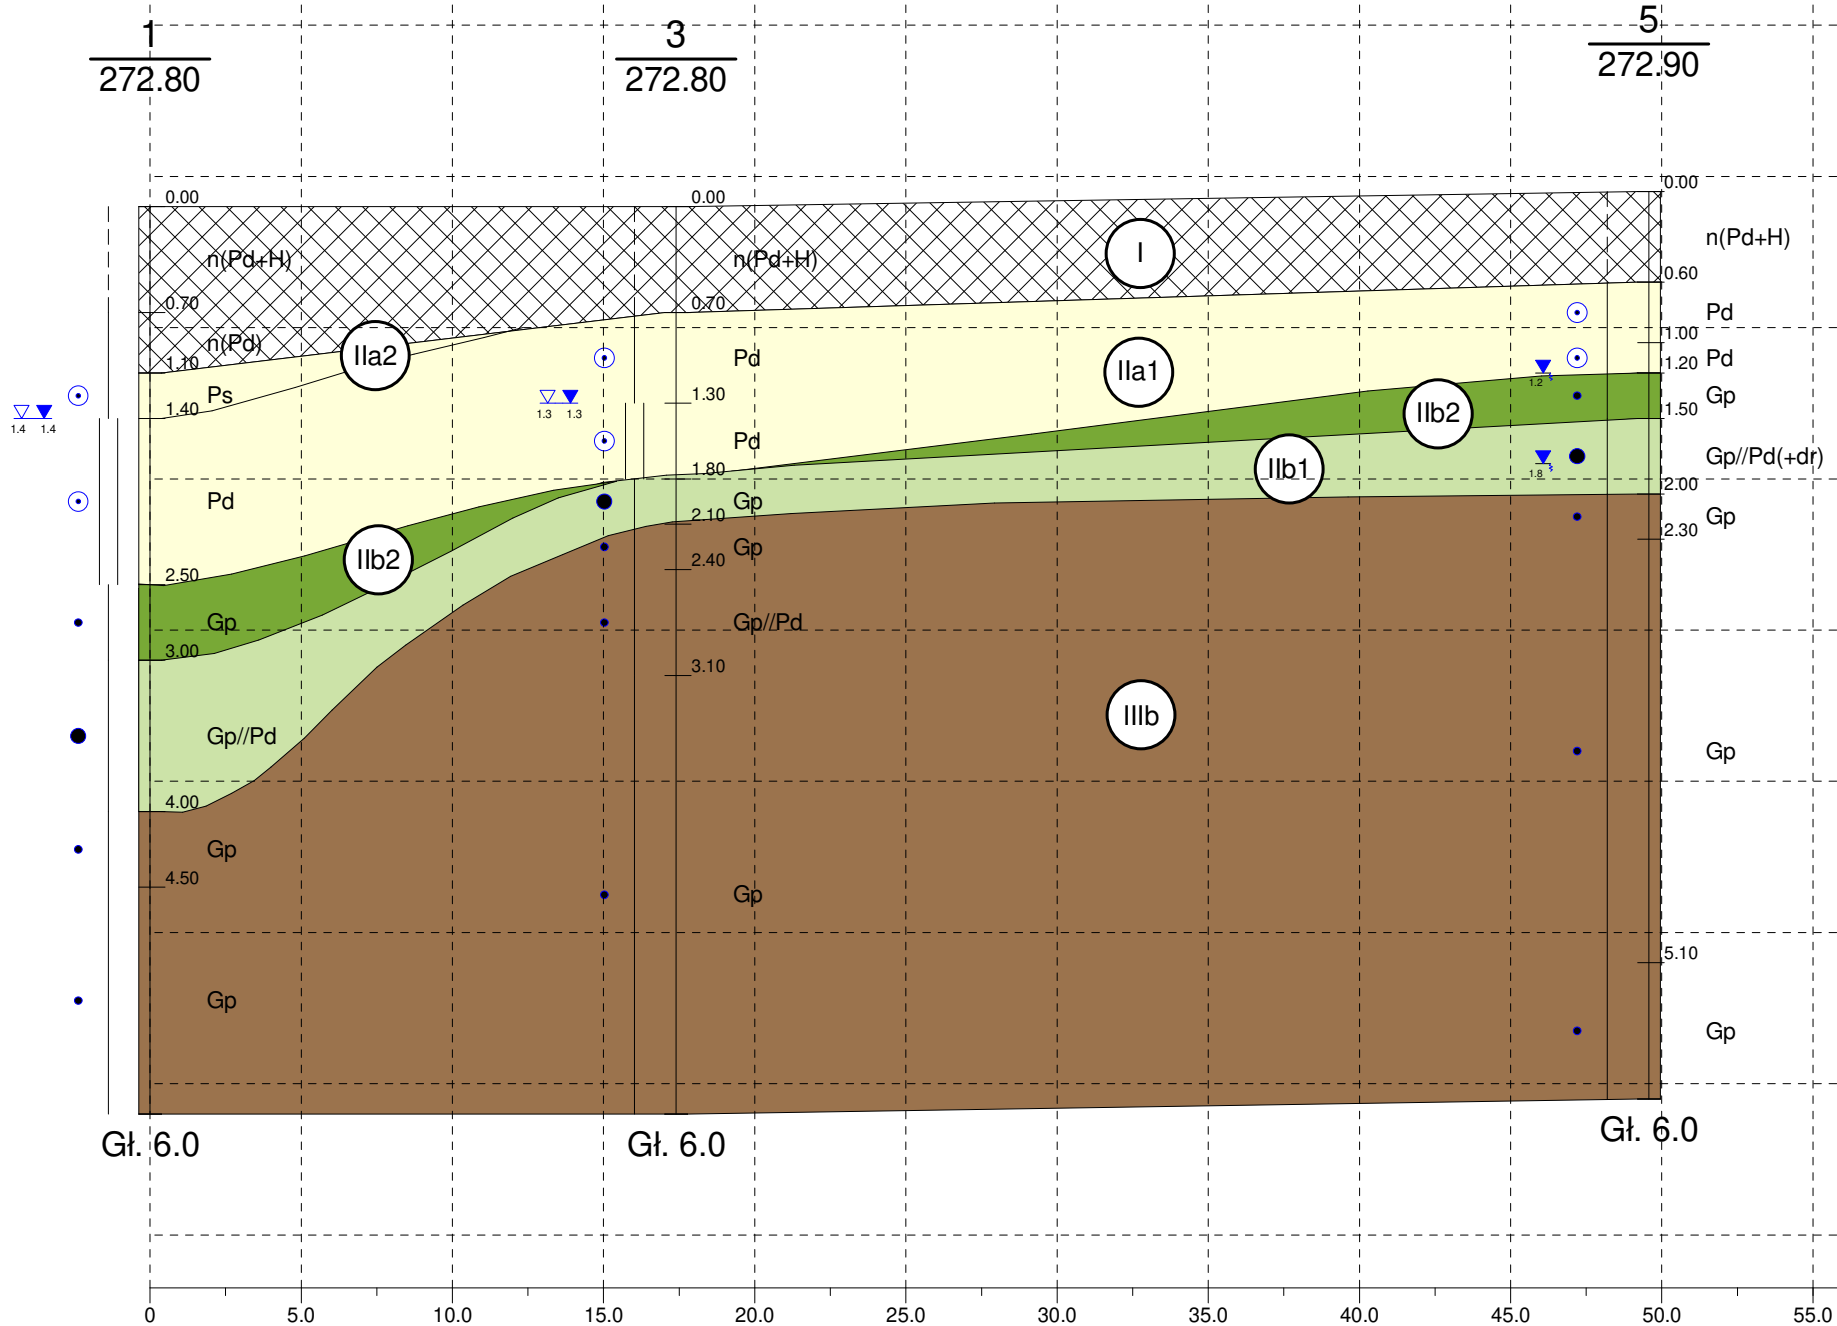 1
272.80
3
272.80
5
272.90
0.00
0.00
0.00
n(Pd+H)
n(Pd+H)
I
n(Pd+H)
0.60
0.70
0.70
Pd
n(Pd)
IIa2
1.00
1.10
Pd
IIa1
Pd
1.20
1.2
Ps
1.30
Gp
1.40
1.4 1.4
1.3 1.3
IIb2
1.50
Pd
1.80
IIb1
1.8
Gp//Pd(+dr)
2.00
Pd
Gp
2.10
Gp
2.30
IIb2
Gp
2.40
2.50
Gp
Gp//Pd
3.00
3.10
IIIb
Gp//Pd
Gp
4.00
Gp
4.50
Gp
5.10
Gp
Gp
Gł. 6.0
Gł. 6.0
Gł. 6.0
0 5.0 10.0 15.0 20.0 25.0 30.0 35.0 40.0 45.0 50.0 55.0